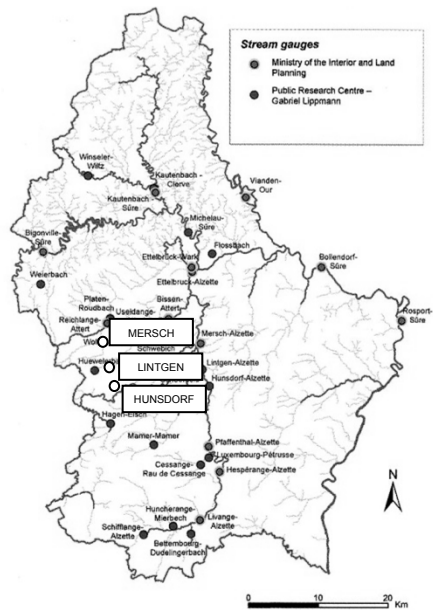 Stream gauges
Ministry of the Interior and Land
Planning
Public Research Centre –
Gabriel Lippmann
Winseler-
Wiltz
Kautenbach -
Clerve
Kautenbach -
Sûre
Vianden-
Our
Michelau-
Sûre
Bigonville-
Sûre
Flossbach
Ettelbrück-Wark
Bollendorf-
Sûre
Weierbach
Ettelbruck-Alzette
Platen-
Roudbach
Useldange-
Bissen-
Attert
Rosport-
Sûre
Reichlange-
Attert
MERSCH
Mersch-Alzette
Schwebich
LINTGEN
Lintgen-Alzette
Hunsdorf-Alzette
HUNSDORF
Hagen-Eisch
Mamer-Mamer
Pfaffenthal-Alzette
Luxembourg-Pétrusse
Cessange-
Rau de Cessange
Hespérange-Alzette
N
Huncherange-
Mierbech
Livange-
Alzette
Schifflange-
Alzette
Bettembourg-
Dudelingerbach
0 10 20
Km